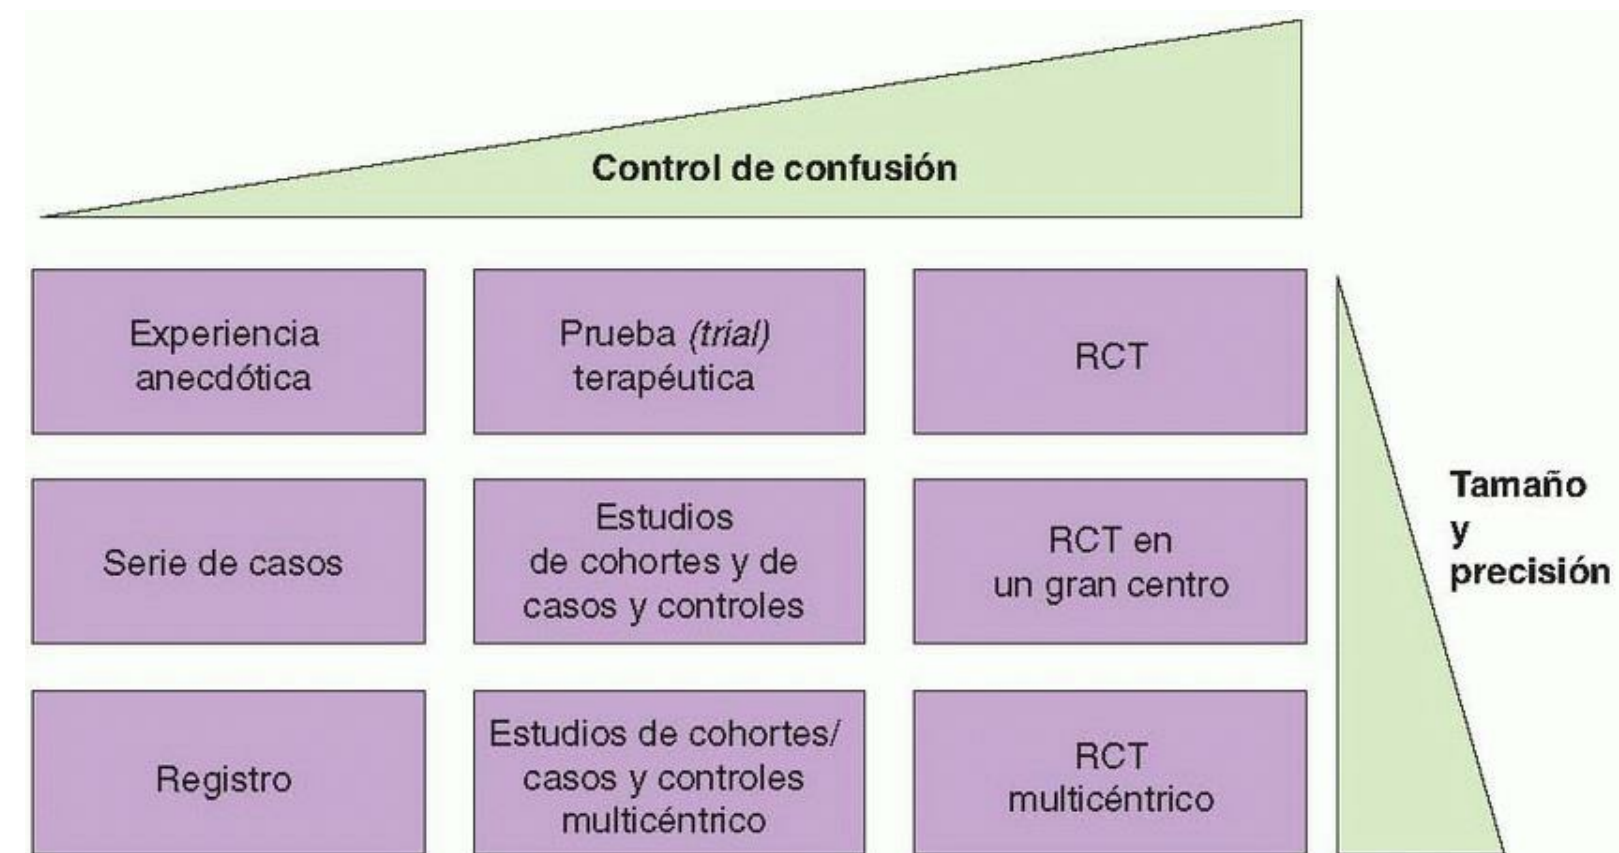 Control de confusión
Experiencia
anecdótica
Prueba (trial)
terapéutica
RCT
Serie de casos
Estudios
de cohortes y de
casos y controles
RCT en
un gran centro
Tamaño
y
precisión
Registro
Estudios de cohortes/
casos y controles
multicéntrico
RCT
multicéntrico